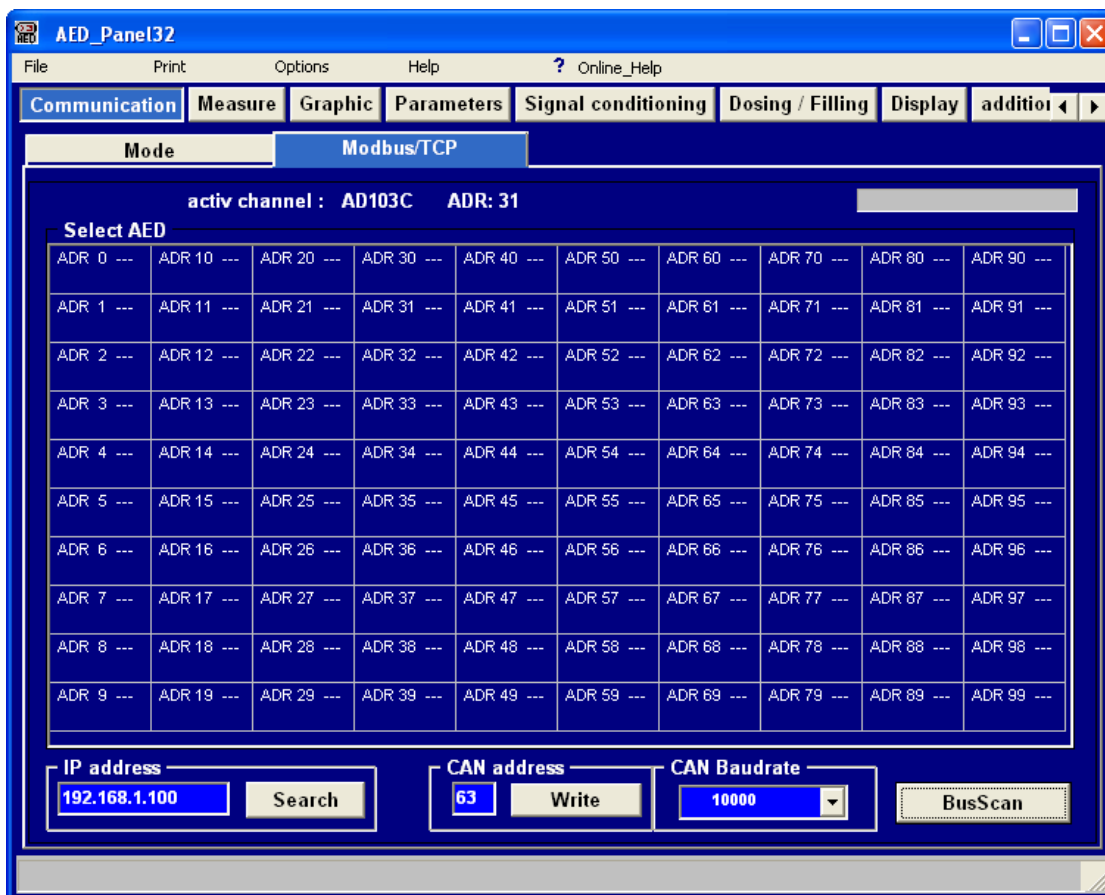 AED_Panel32
File Print Options Help ? Online_Help
Communication Measure Graphic Parameters Signal conditioning Dosing / Filling Display addition
Mode Modbus/TCP
activ channel : AD103C ADR: 31
Select AED
ADR 0 --- ADR 10 --- ADR 20 --- ADR 30 --- ADR 40 --- ADR 50 --- ADR 60 --- ADR 70 --- ADR 80 --- ADR 90 ---
ADR 1 --- ADR 11 --- ADR 21 --- ADR 31 --- ADR 41 --- ADR 51 --- ADR 61 --- ADR 71 --- ADR 81 --- ADR 91 ---
ADR 2 --- ADR 12 --- ADR 22 --- ADR 32 --- ADR 42 --- ADR 52 --- ADR 62 --- ADR 72 --- ADR 82 --- ADR 92 ---
ADR 3 --- ADR 13 --- ADR 23 --- ADR 33 --- ADR 43 --- ADR 53 --- ADR 63 --- ADR 73 --- ADR 83 --- ADR 93 ---
ADR 4 --- ADR 14 --- ADR 24 --- ADR 34 --- ADR 44 --- ADR 54 --- ADR 64 --- ADR 74 --- ADR 84 --- ADR 94 ---
ADR 5 --- ADR 15 --- ADR 25 --- ADR 35 --- ADR 45 --- ADR 55 --- ADR 65 --- ADR 75 --- ADR 85 --- ADR 95 ---
ADR 6 --- ADR 16 --- ADR 26 --- ADR 36 --- ADR 46 --- ADR 56 --- ADR 66 --- ADR 76 --- ADR 86 --- ADR 96 ---
ADR 7 --- ADR 17 --- ADR 27 --- ADR 37 --- ADR 47 --- ADR 57 --- ADR 67 --- ADR 77 --- ADR 87 --- ADR 97 ---
ADR 8 --- ADR 18 --- ADR 28 --- ADR 38 --- ADR 48 --- ADR 58 --- ADR 68 --- ADR 78 --- ADR 88 --- ADR 98 ---
ADR 9 --- ADR 19 --- ADR 29 --- ADR 39 --- ADR 49 --- ADR 59 --- ADR 69 --- ADR 79 --- ADR 89 --- ADR 99 ---
IP address CAN address CAN Baudrate
192.168.1.100 Search 63 Write 10000 BusScan